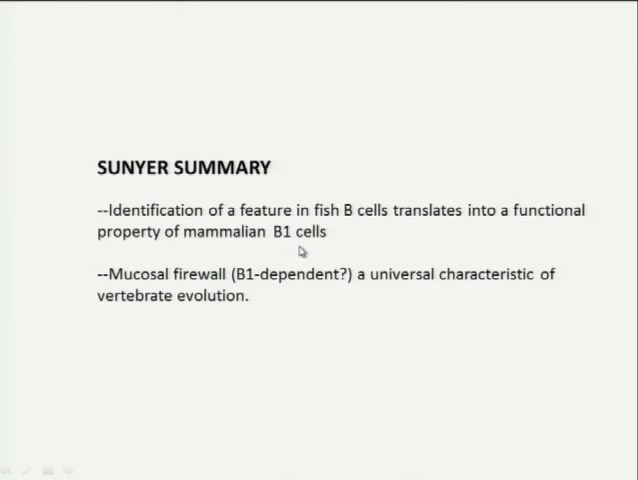 SUNYER SUMMARY
--Identification of a feature in fish B cells translates into a functional
property of mammalian B1 cells
--Mucosal firewall (B1-dependent?) a universal characteristic of
vertebrate evolution.